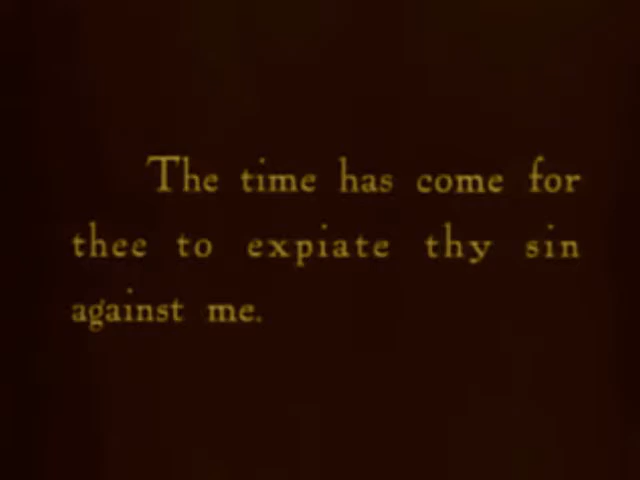 The time has come for
thee to expiate thy sin
against me.